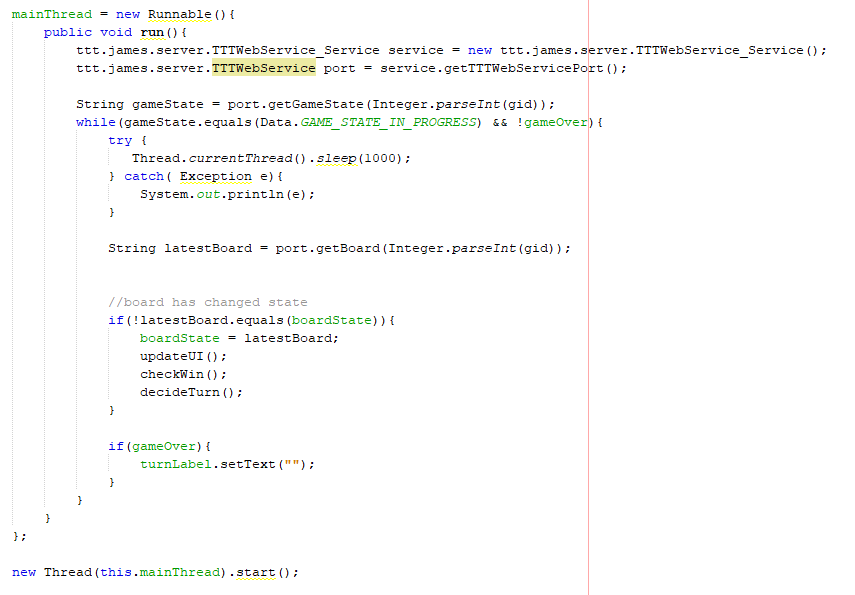 mainThread = new Runnable(){
    public void run(){
        ttt.james.server.TTTWebService_Service service = new ttt.james.server.TTTWebService_Service();
        ttt.james.server.TTTWebService port = service.getTTTWebServicePort();

        String gameState = port.getGameState(Integer.parseInt(gid));
        while(gameState.equals(Data.GAME_STATE_IN_PROGRESS) && !gameOver){
            try {
               Thread.currentThread().sleep(1000);
            } catch( Exception e){
                System.out.println(e);
            }

            String latestBoard = port.getBoard(Integer.parseInt(gid));


            //board has changed state
            if(!latestBoard.equals(boardState)){
                boardState = latestBoard;
                updateUI();
                checkWin();
                decideTurn();
            }

            if(gameOver){
                turnLabel.setText("");
            }
        }
    }
};

new Thread(this.mainThread).start();